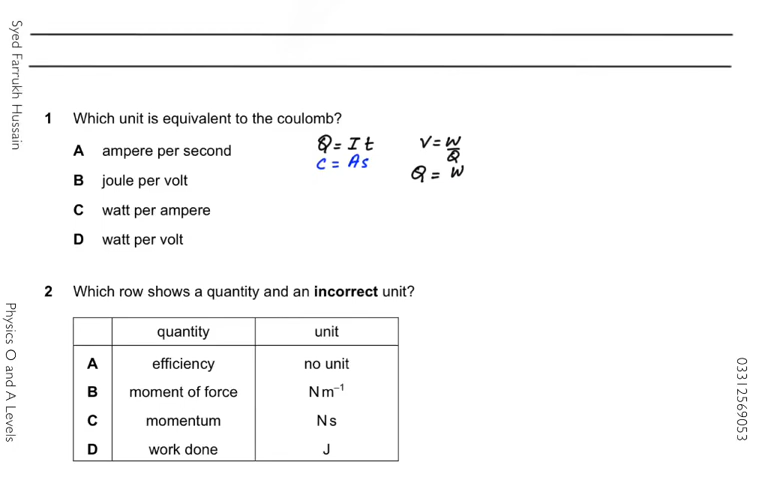 Syed Farrukh Hussain
1 Which unit is equivalent to the coulomb?
A ampere per second
B joule per volt
C watt per ampere
D watt per volt
Q = I t
C = As
V = W/Q
Q = W
2 Which row shows a quantity and an incorrect unit?
quantity unit
A efficiency no unit
B moment of force N m⁻¹
C momentum N s
D work done J
Physics O and A Levels
03312569053